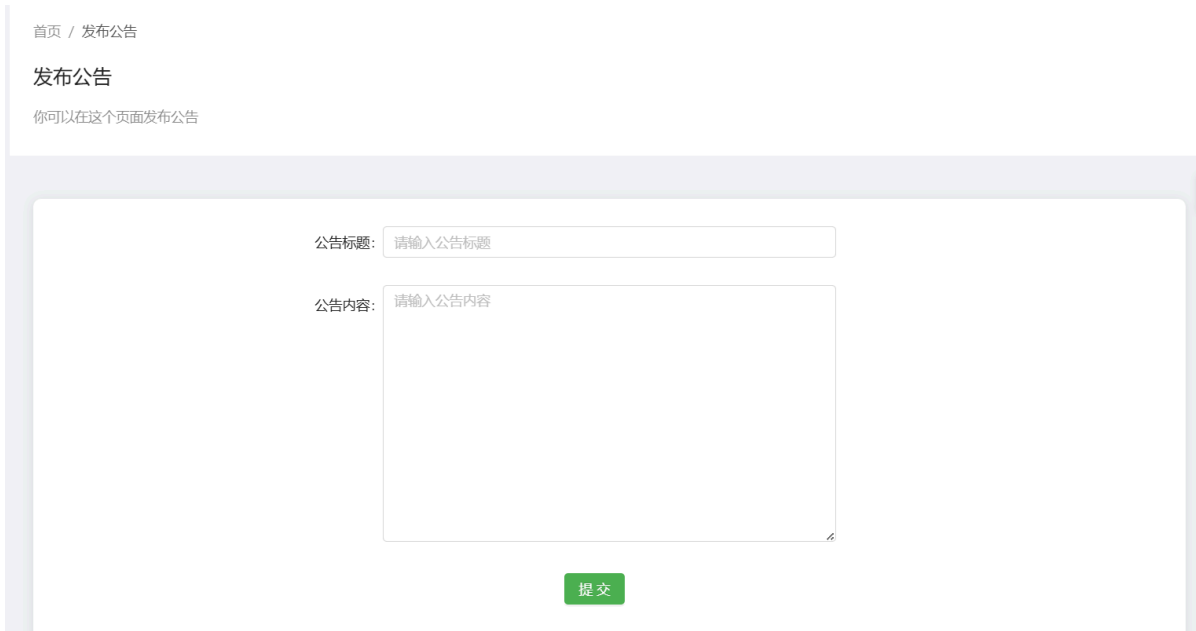 首页 / 发布公告
发布公告
你可以在这个页面发布公告
公告标题: 请输入公告标题
公告内容: 请输入公告内容
提 交